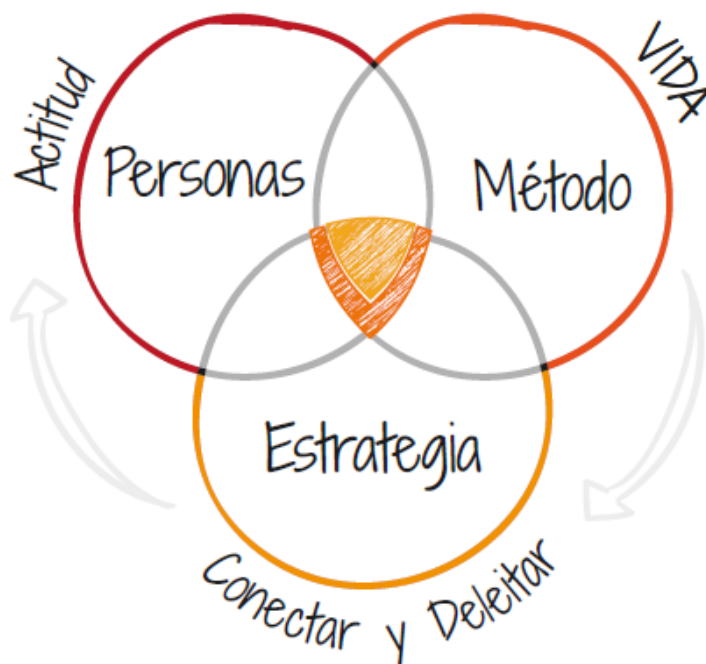 Actitud
VIDA
Personas
Método
Estrategia
Conectar y Deleitar